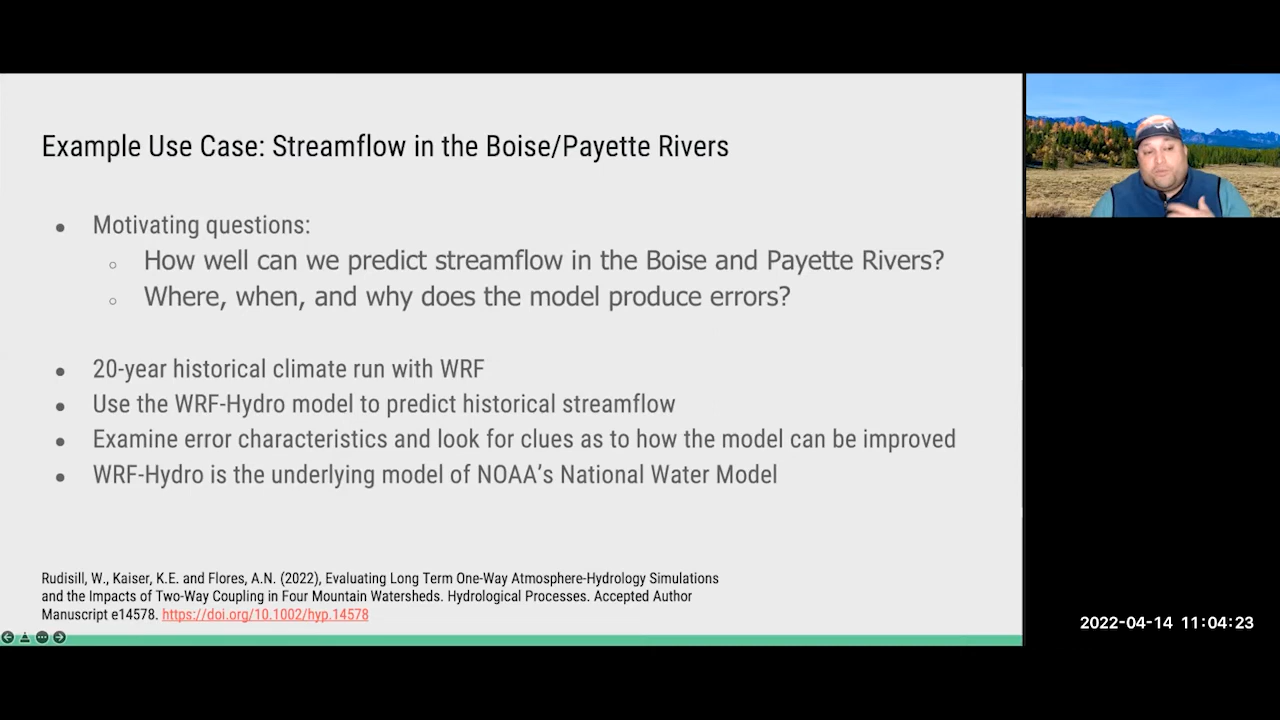 Example Use Case: Streamflow in the Boise/Payette Rivers
● Motivating questions:
○ How well can we predict streamflow in the Boise and Payette Rivers?
○ Where, when, and why does the model produce errors?
● 20-year historical climate run with WRF
● Use the WRF-Hydro model to predict historical streamflow
● Examine error characteristics and look for clues as to how the model can be improved
● WRF-Hydro is the underlying model of NOAA’s National Water Model
Rudisill, W., Kaiser, K.E. and Flores, A.N. (2022), Evaluating Long Term One-Way Atmosphere-Hydrology Simulations
and the Impacts of Two-Way Coupling in Four Mountain Watersheds. Hydrological Processes. Accepted Author
Manuscript e14578. https://doi.org/10.1002/hyp.14578
2022-04-14 11:04:23